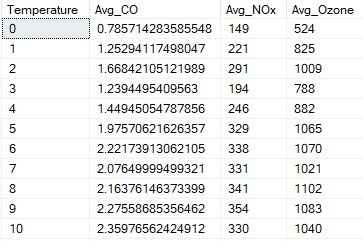 Temperature Avg_CO Avg_NOx Avg_Ozone
0 0.785714283585548 149 524
1 1.25294117498047 221 825
2 1.66842105121989 291 1009
3 1.2394495409563 194 788
4 1.44945054787856 246 882
5 1.97570621626357 329 1065
6 2.22173913062105 338 1070
7 2.07649999499321 331 1021
8 2.16376146373399 341 1102
9 2.27558685356462 354 1083
10 2.35976562424912 330 1040